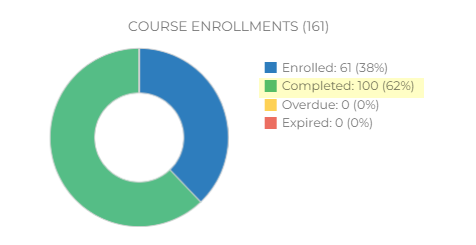 COURSE ENROLLMENTS (161)
Enrolled: 61 (38%)
Completed: 100 (62%)
Overdue: 0 (0%)
Expired: 0 (0%)